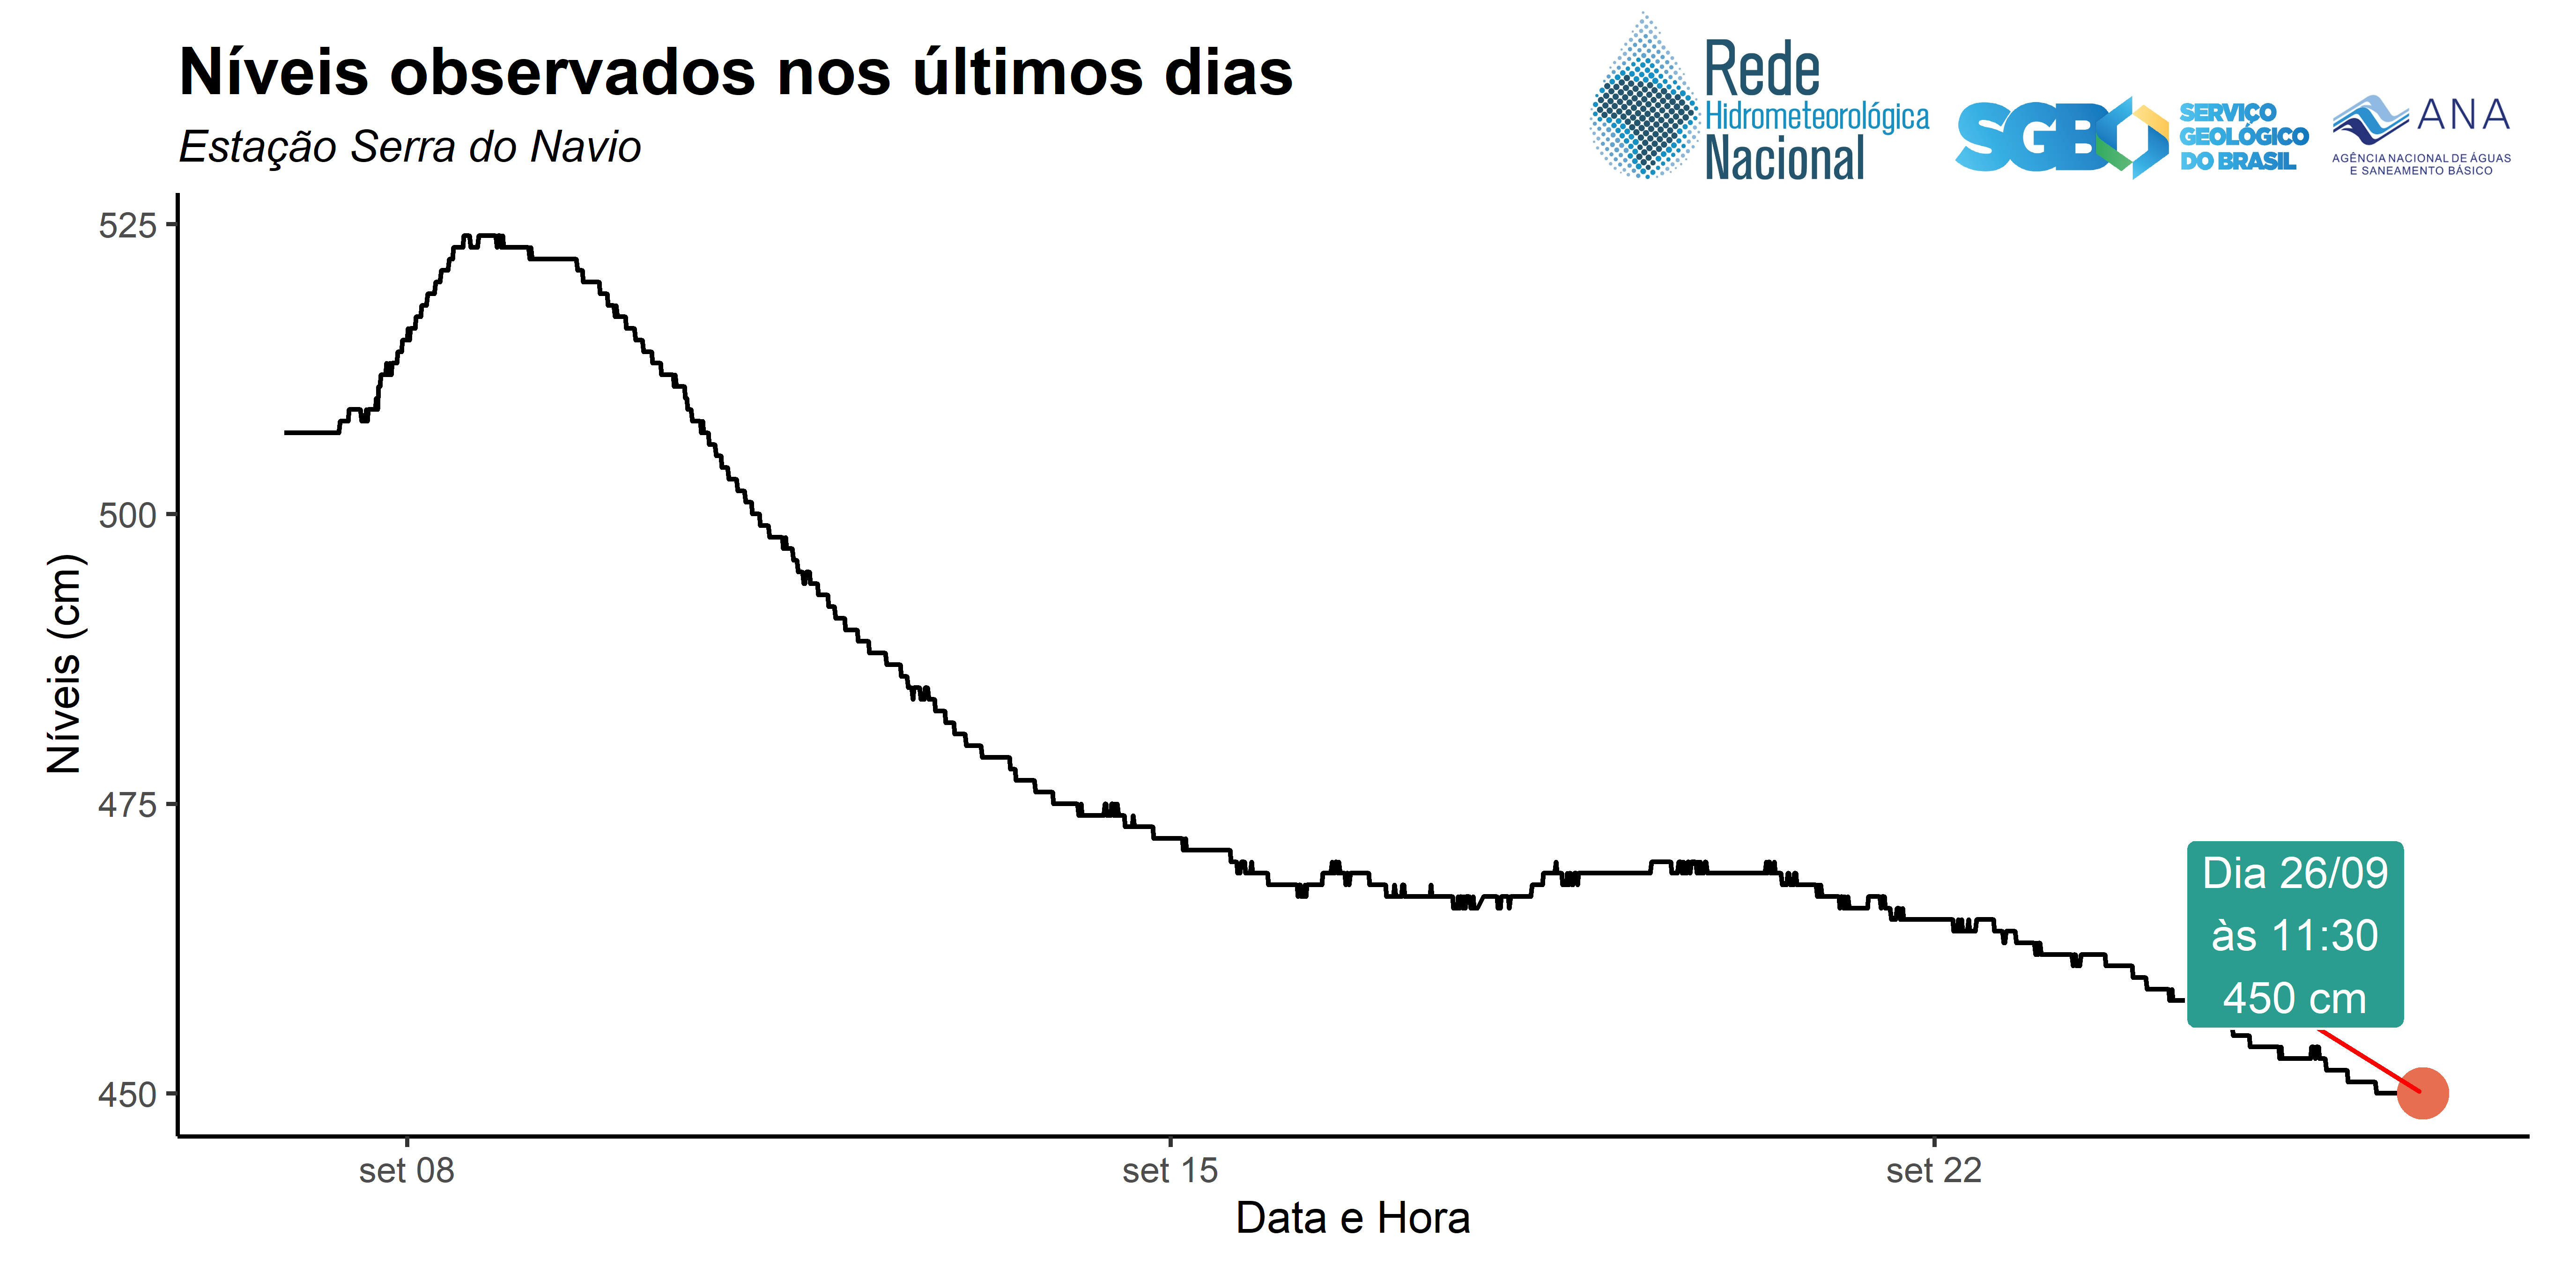 Níveis observados nos últimos dias
Estação Serra do Navio
Rede
Hidrometeorológica
Nacional
SGB
SERVIÇO
GEOLÓGICO
DO BRASIL
ANA
AGÊNCIA NACIONAL DE ÁGUAS
E SANEAMENTO BÁSICO
525
500
475
450
Níveis (cm)
Dia 26/09
às 11:30
450 cm
set 08
set 15
set 22
Data e Hora